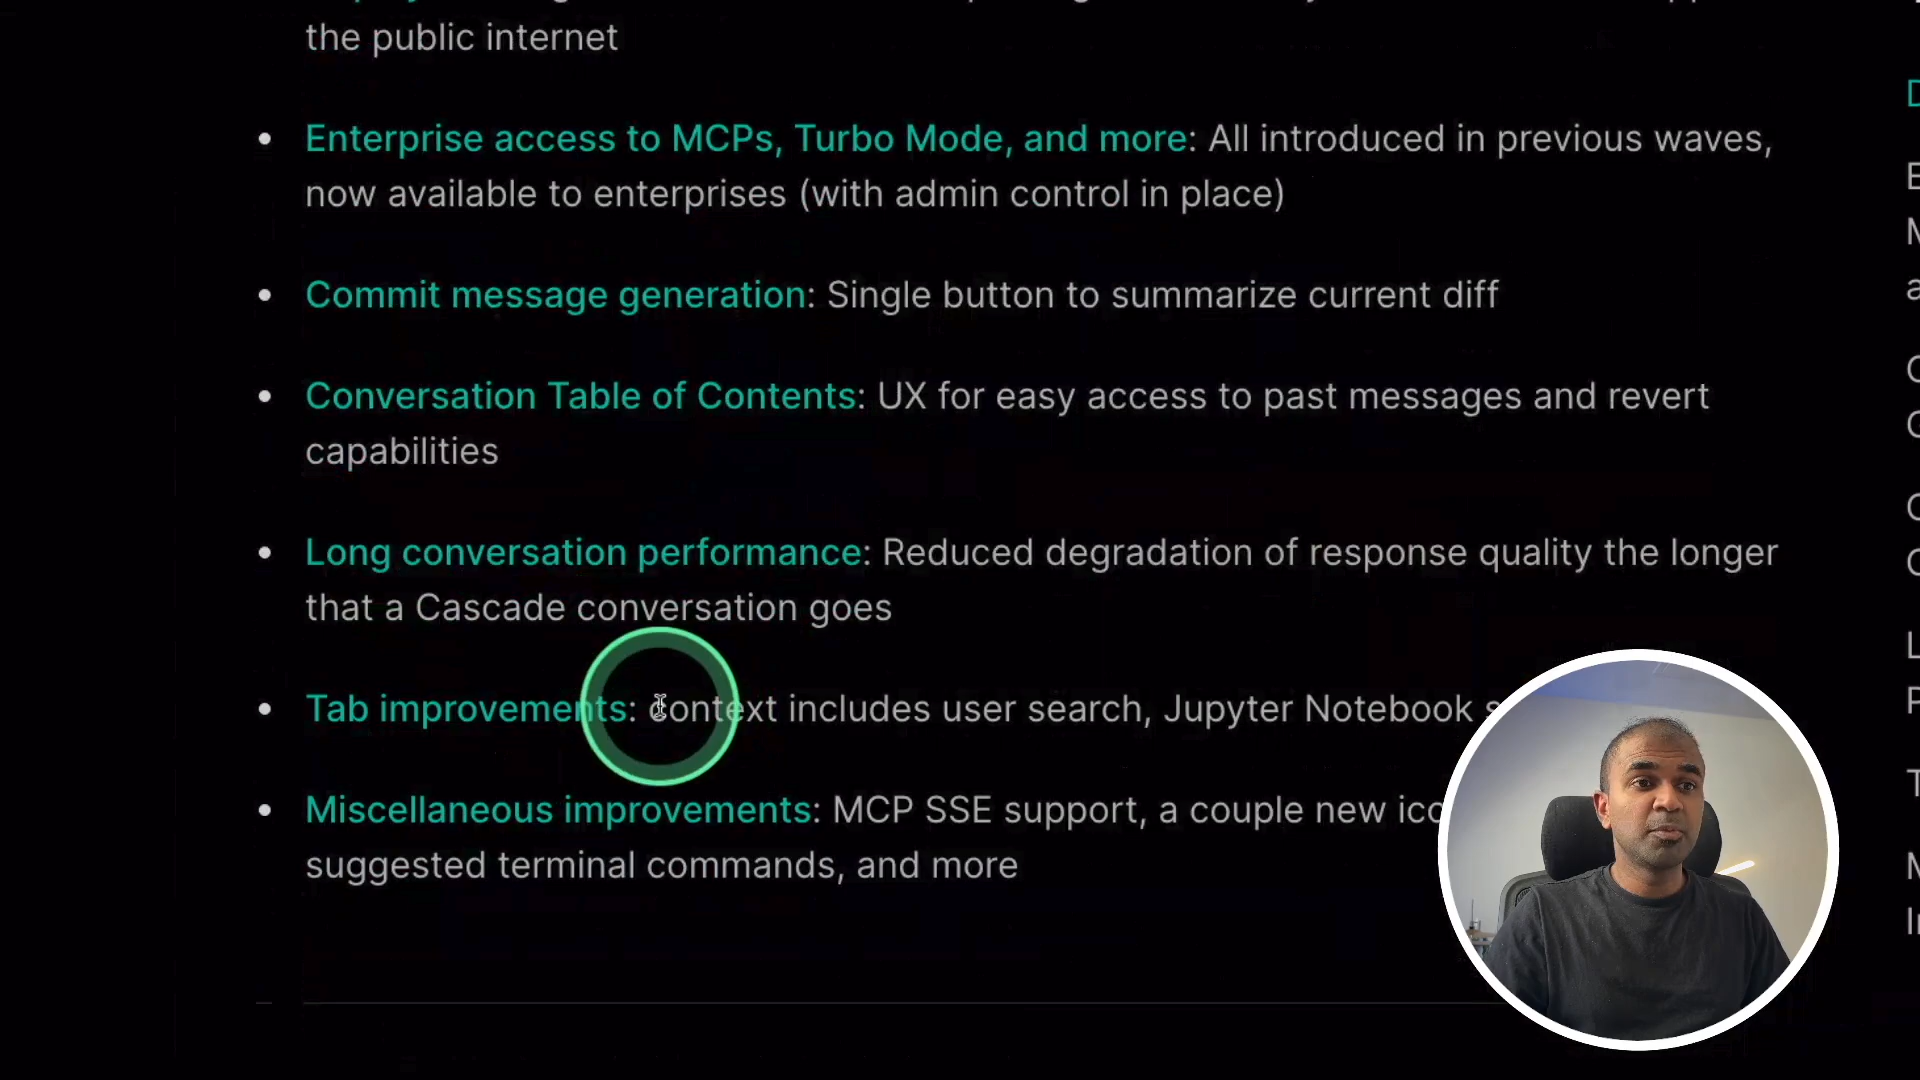 the public internet
Enterprise access to MCPs, Turbo Mode, and more: All introduced in previous waves,
now available to enterprises (with admin control in place)
Commit message generation: Single button to summarize current diff
Conversation Table of Contents: UX for easy access to past messages and revert
capabilities
Long conversation performance: Reduced degradation of response quality the longer
that a Cascade conversation goes
Tab improvements: context includes user search, Jupyter Notebook
Miscellaneous improvements: MCP SSE support, a couple new
suggested terminal commands, and more